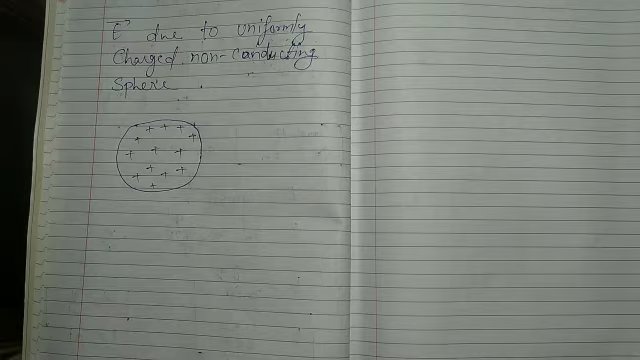 E⃗ due to uniformly
Charged non-conducting
Sphere .
+ + + +
+ +
+ + +
+ +
+ +
+